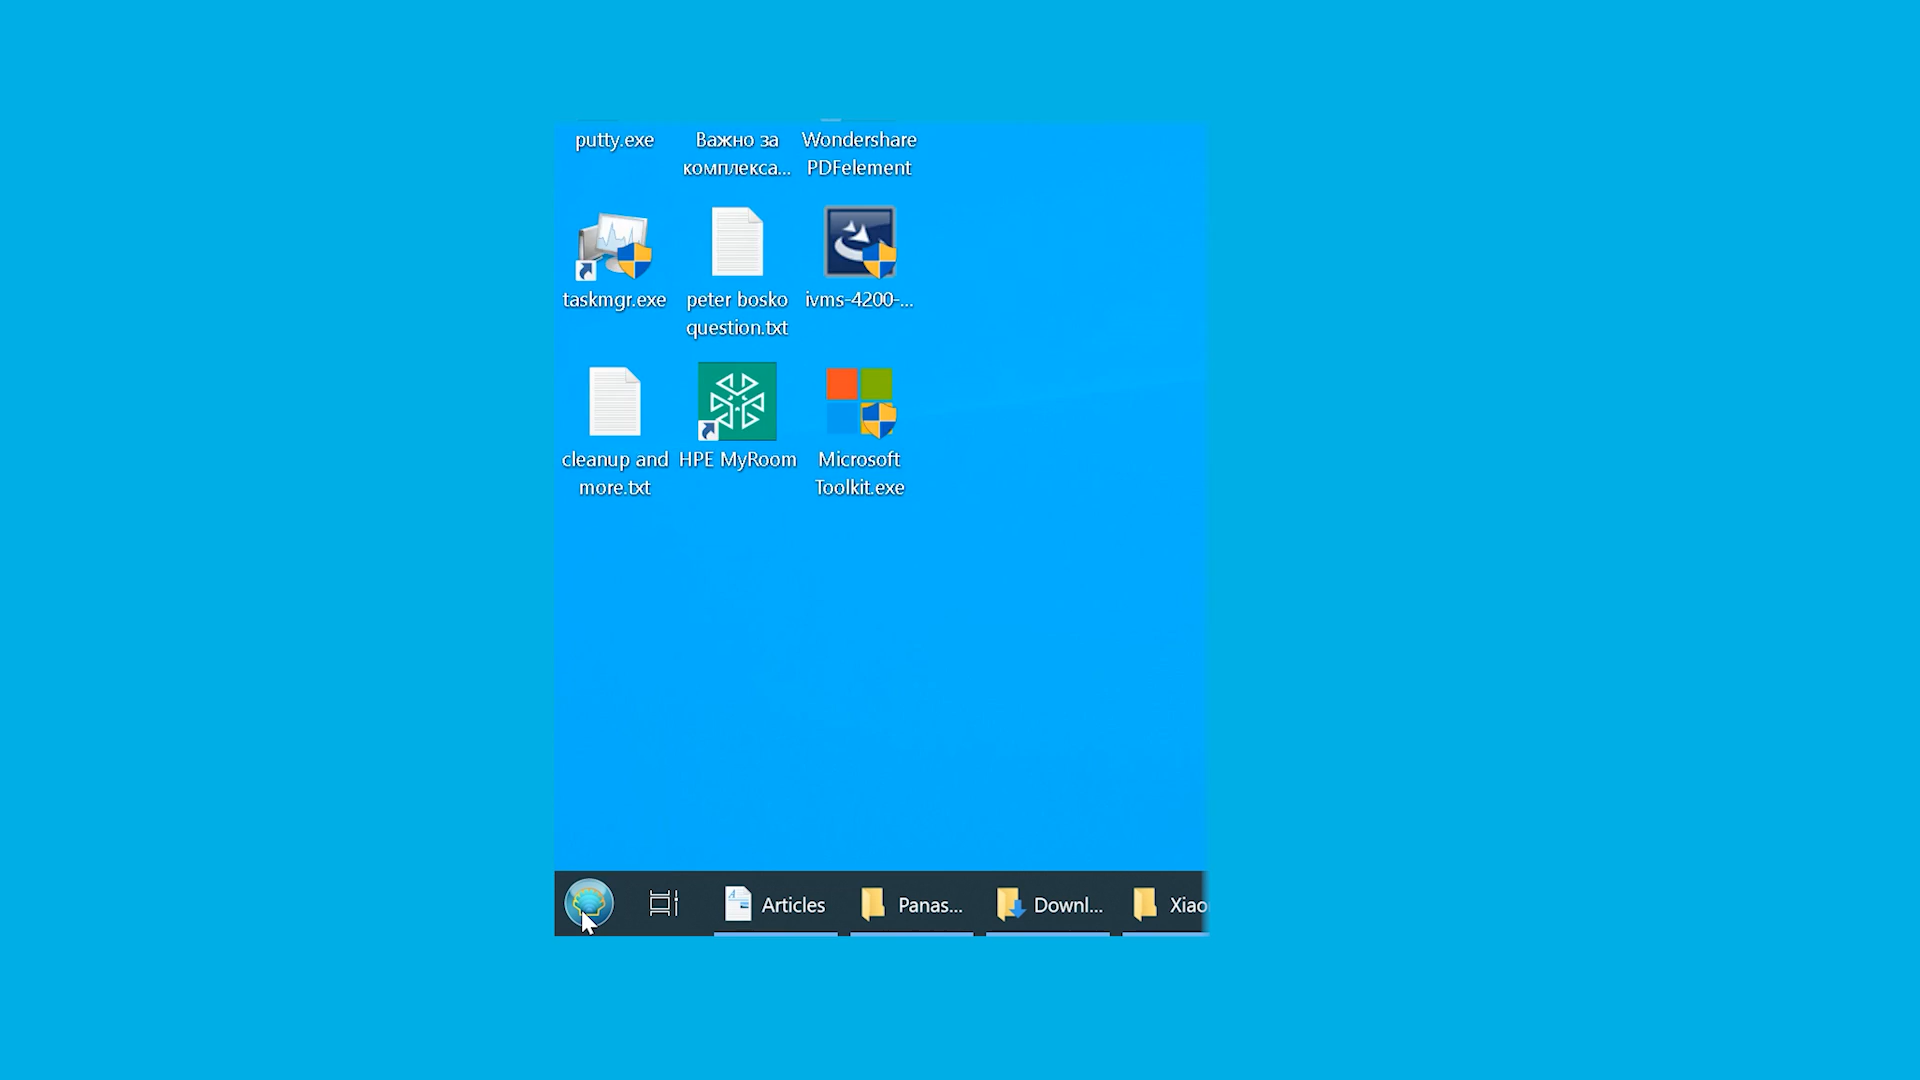 putty.exe
Важно за
комплекса...
Wondershare
PDFelement
taskmgr.exe
peter bosko
question.txt
ivms-4200-...
cleanup and
more.txt
HPE MyRoom
Microsoft
Toolkit.exe
Articles
Panas...
Downl...
Xiao